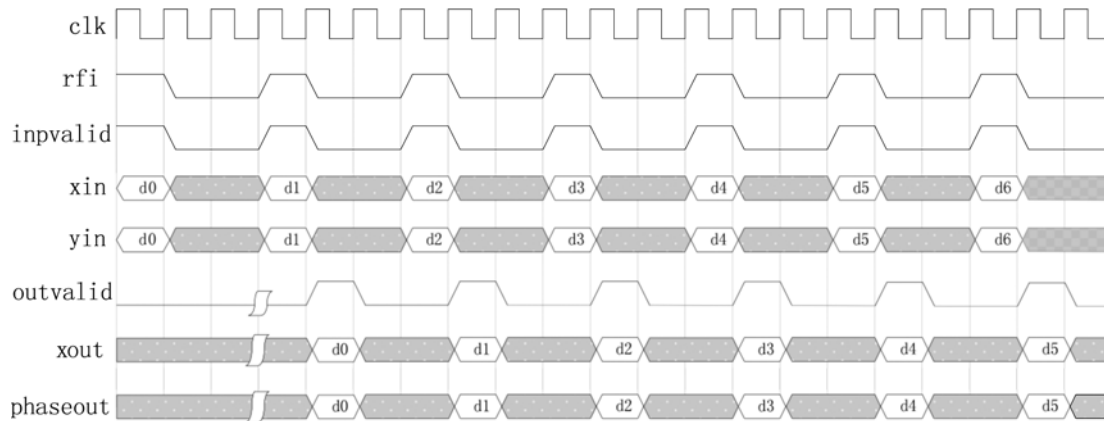 clk
rfi
inpvalid
xin d0 d1 d2 d3 d4 d5 d6
yin d0 d1 d2 d3 d4 d5 d6
outvalid
xout d0 d1 d2 d3 d4 d5
phaseout d0 d1 d2 d3 d4 d5